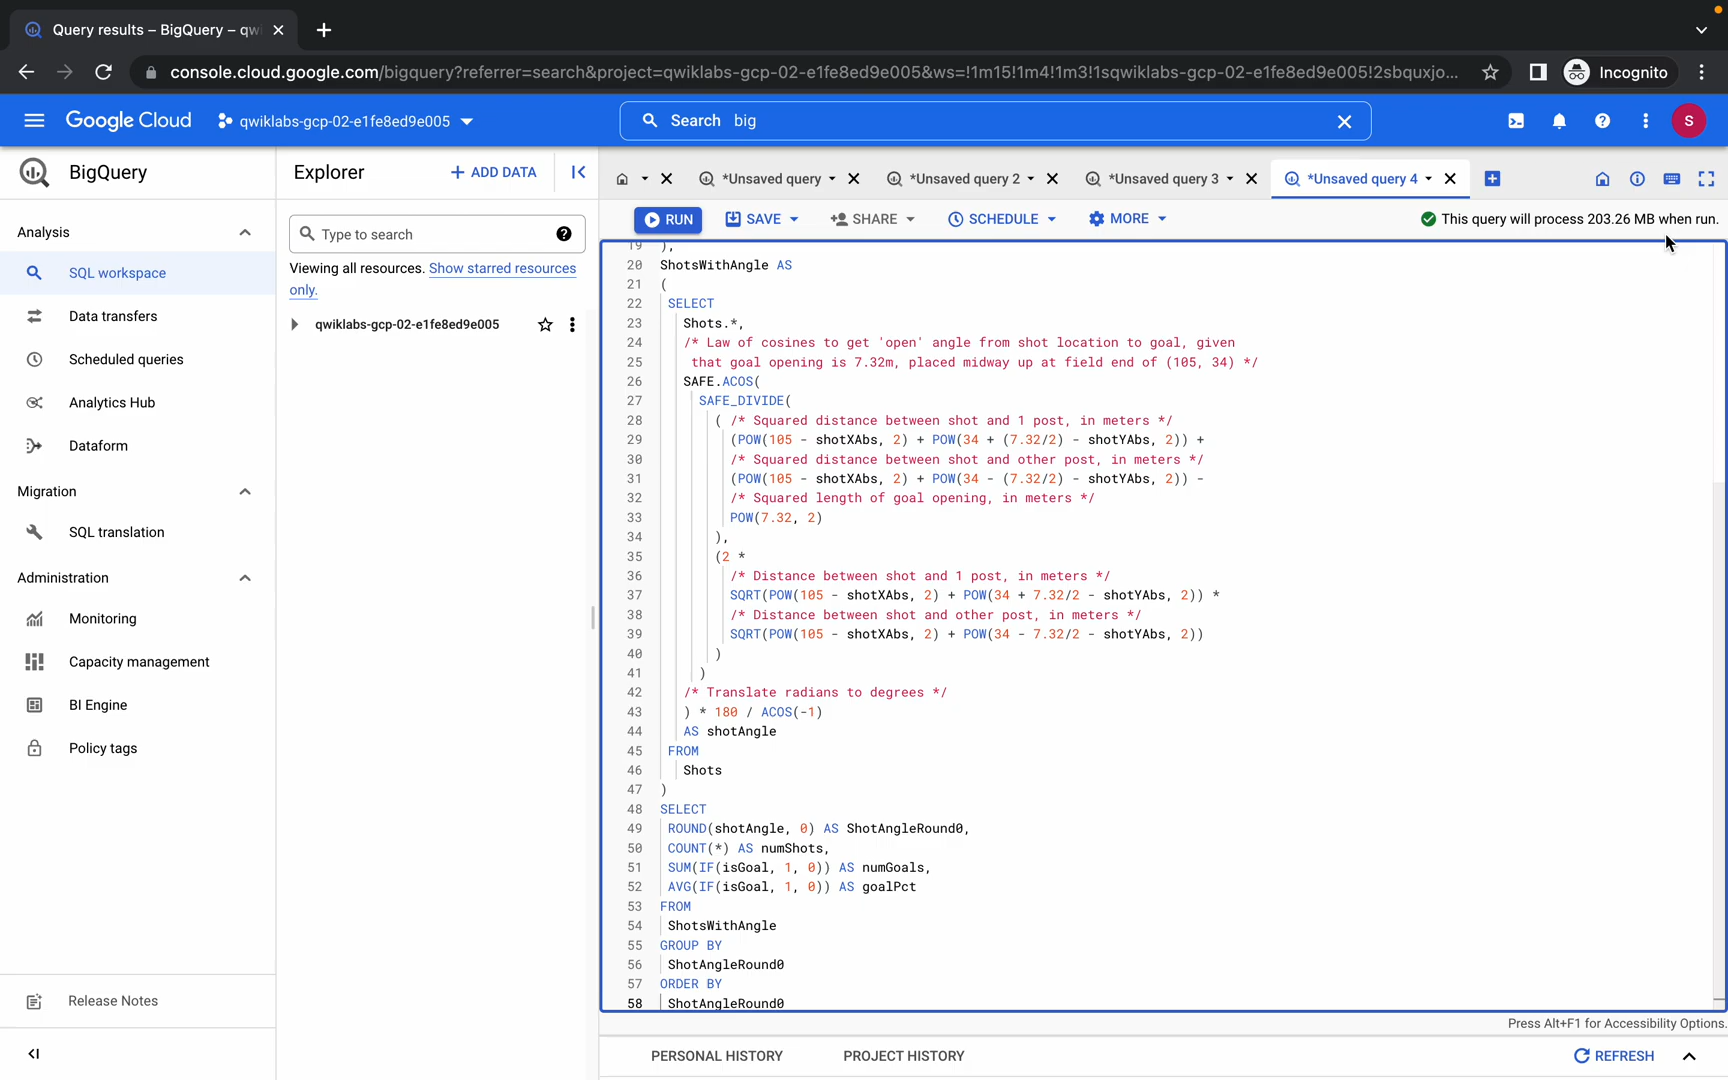 Query results – BigQuery – qwi
console.cloud.google.com/bigquery?referrer=search&project=qwiklabs-gcp-02-e1fe8ed9e005&ws=!1m15!1m4!1m3!1sqwiklabs-gcp-02-e1fe8ed9e005!2sbquxjo...
Incognito
Google Cloud
qwiklabs-gcp-02-e1fe8ed9e005
Search big
S
BigQuery
Explorer
+ ADD DATA
*Unsaved query
*Unsaved query 2
*Unsaved query 3
*Unsaved query 4
RUN
SAVE
SHARE
SCHEDULE
MORE
This query will process 203.26 MB when run.
Analysis
SQL workspace
Data transfers
Scheduled queries
Analytics Hub
Dataform
Migration
SQL translation
Administration
Monitoring
Capacity management
BI Engine
Policy tags
Release Notes
Type to search
Viewing all resources. Show starred resources
only.
qwiklabs-gcp-02-e1fe8ed9e005
19 ),
20 ShotsWithAngle AS
21 (
22 SELECT
23 Shots.*,
24 /* Law of cosines to get 'open' angle from shot location to goal, given
25 that goal opening is 7.32m, placed midway up at field end of (105, 34) */
26 SAFE.ACOS(
27 SAFE_DIVIDE(
28 ( /* Squared distance between shot and 1 post, in meters */
29 (POW(105 - shotXAbs, 2) + POW(34 + (7.32/2) - shotYAbs, 2)) +
30 /* Squared distance between shot and other post, in meters */
31 (POW(105 - shotXAbs, 2) + POW(34 - (7.32/2) - shotYAbs, 2)) -
32 /* Squared length of goal opening, in meters */
33 POW(7.32, 2)
34 ),
35 (2 *
36 /* Distance between shot and 1 post, in meters */
37 SQRT(POW(105 - shotXAbs, 2) + POW(34 + 7.32/2 - shotYAbs, 2)) *
38 /* Distance between shot and other post, in meters */
39 SQRT(POW(105 - shotXAbs, 2) + POW(34 - 7.32/2 - shotYAbs, 2))
40 )
41 )
42 /* Translate radians to degrees */
43 ) * 180 / ACOS(-1)
44 AS shotAngle
45 FROM
46 Shots
47 )
48 SELECT
49 ROUND(shotAngle, 0) AS ShotAngleRound0,
50 COUNT(*) AS numShots,
51 SUM(IF(isGoal, 1, 0)) AS numGoals,
52 AVG(IF(isGoal, 1, 0)) AS goalPct
53 FROM
54 ShotsWithAngle
55 GROUP BY
56 ShotAngleRound0
57 ORDER BY
58 ShotAngleRound0
Press Alt+F1 for Accessibility Options.
PERSONAL HISTORY
PROJECT HISTORY
REFRESH